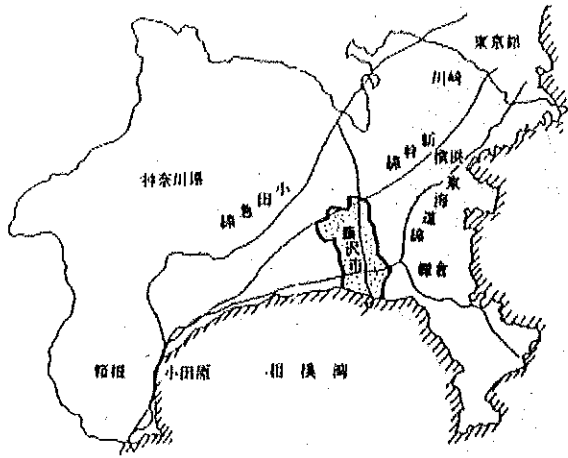 東京都
川崎
新幹線
横浜
東海道線
神奈川県
小田急線
藤沢市
鎌倉
箱根
小田原
相模湾